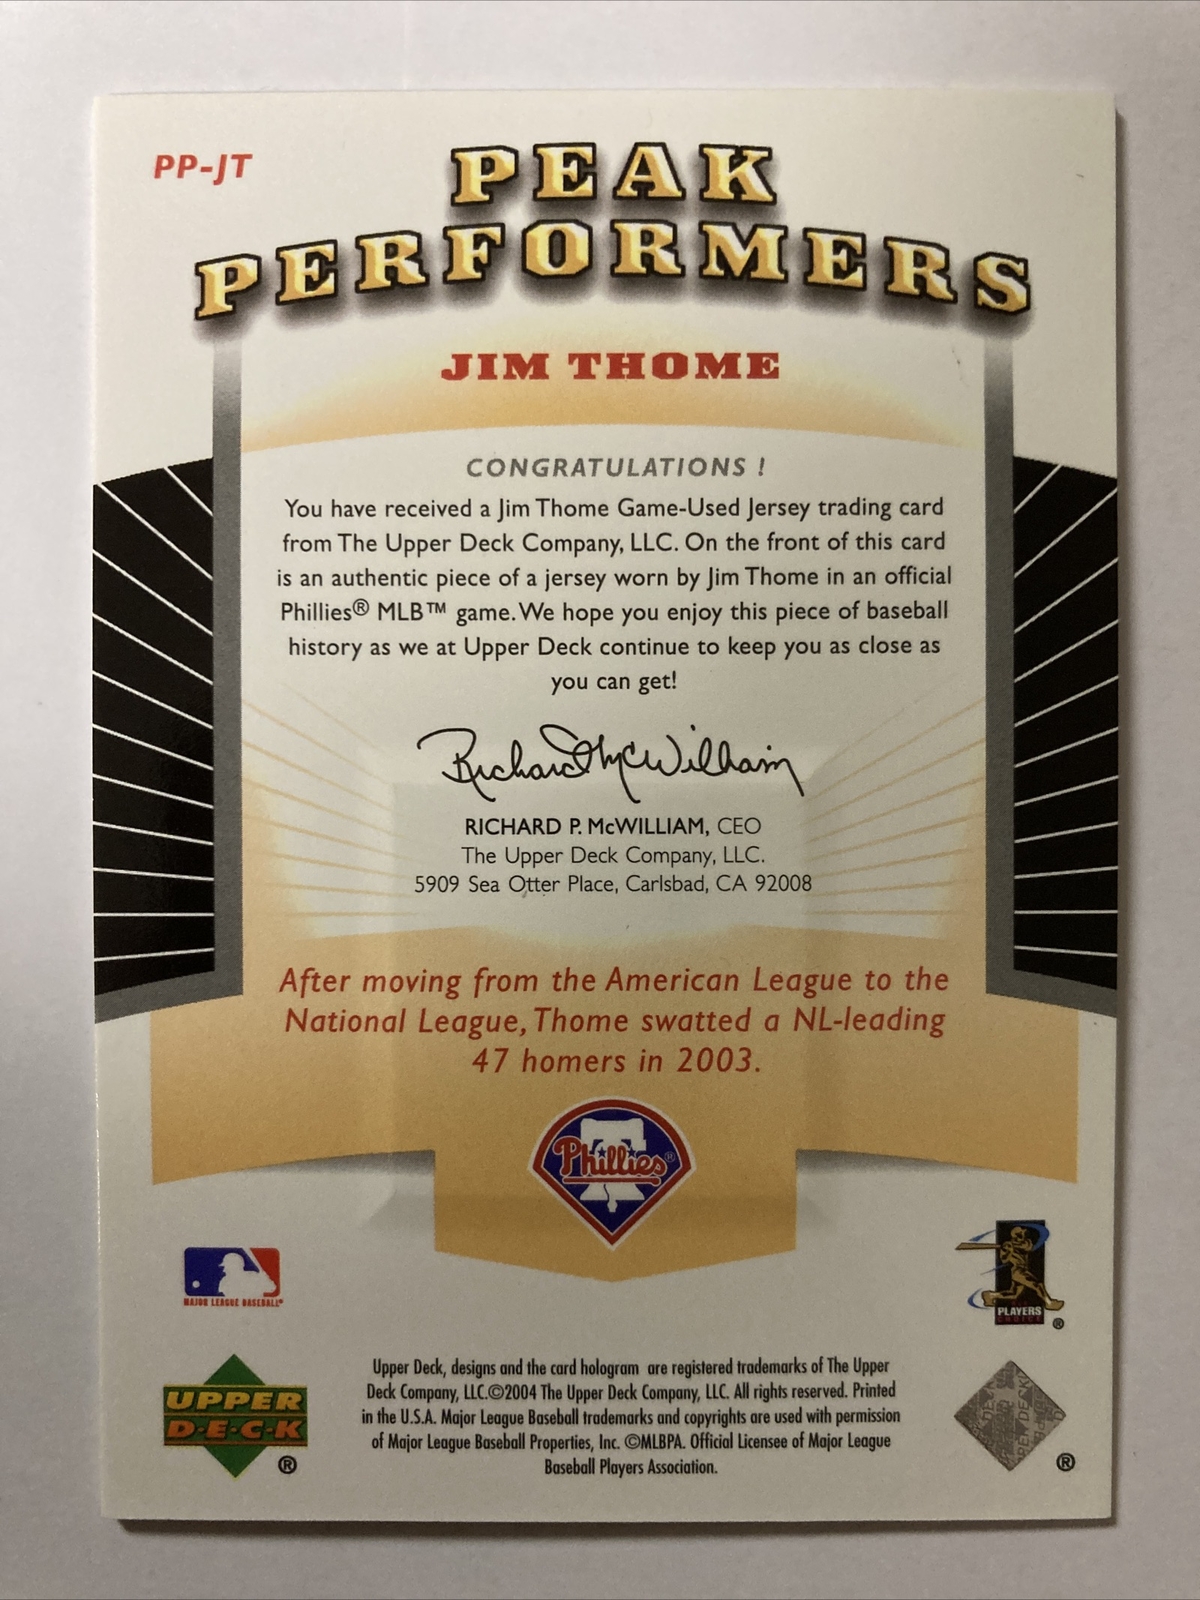 PP-JT
PEAK
PERFORMERS
JIM THOME
CONGRATULATIONS !
You have received a Jim Thome Game-Used Jersey trading card
from The Upper Deck Company, LLC. On the front of this card
is an authentic piece of a jersey worn by Jim Thome in an official
Phillies® MLB™ game. We hope you enjoy this piece of baseball
history as we at Upper Deck continue to keep you as close as
you can get!
Richard McWilliam
RICHARD P. McWILLIAM, CEO
The Upper Deck Company, LLC.
5909 Sea Otter Place, Carlsbad, CA 92008
After moving from the American League to the
National League, Thome swatted a NL-leading
47 homers in 2003.
Phillies®
MAJOR LEAGUE BASEBALL®
PLAYERS
CHOICE
®
UPPER
D·E·C·K
®
Upper Deck, designs and the card hologram are registered trademarks of The Upper
Deck Company, LLC.©2004 The Upper Deck Company, LLC. All rights reserved. Printed
in the U.S.A. Major League Baseball trademarks and copyrights are used with permission
of Major League Baseball Properties, Inc. ©MLBPA. Official Licensee of Major League
Baseball Players Association.
®